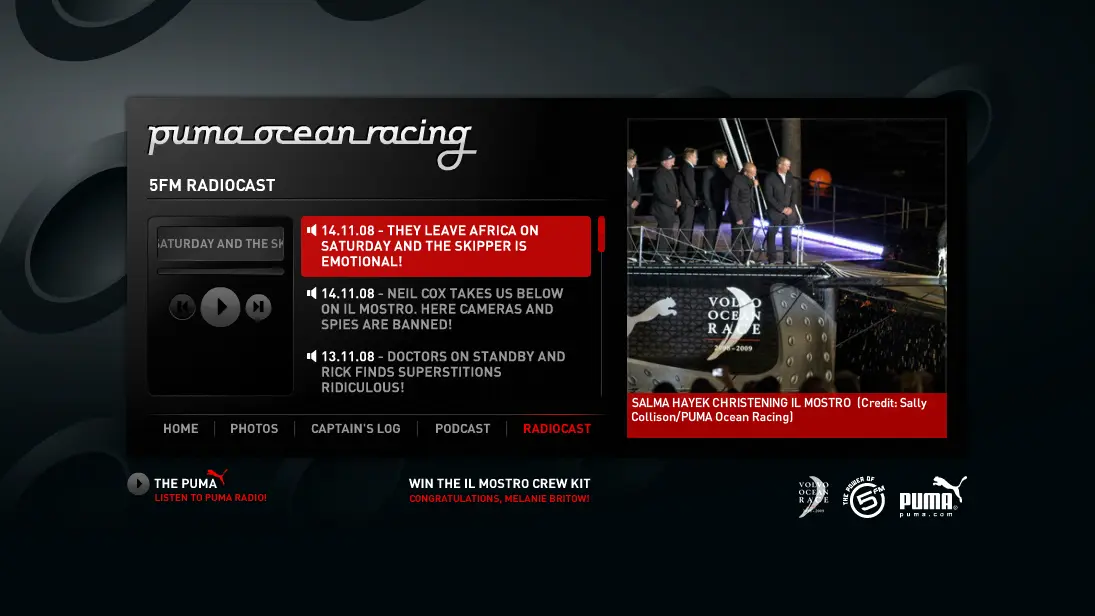 puma ocean racing
5FM RADIOCAST
SATURDAY AND THE SK
14.11.08 - THEY LEAVE AFRICA ON
SATURDAY AND THE SKIPPER IS
EMOTIONAL!
14.11.08 - NEIL COX TAKES US BELOW
ON IL MOSTRO. HERE CAMERAS AND
SPIES ARE BANNED!
13.11.08 - DOCTORS ON STANDBY AND
RICK FINDS SUPERSTITIONS
RIDICULOUS!
HOME
PHOTOS
CAPTAIN'S LOG
PODCAST
RADIOCAST
VOLVO
OCEAN
RACE
2008-2009
SALMA HAYEK CHRISTENING IL MOSTRO (Credit: Sally
Collison/PUMA Ocean Racing)
THE PUMA
LISTEN TO PUMA RADIO!
WIN THE IL MOSTRO CREW KIT
CONGRATULATIONS, MELANIE BRITOW!
VOLVO
OCEAN
RACE
2008-2009
THE POWER OF
5FM
PUMA®
puma.com